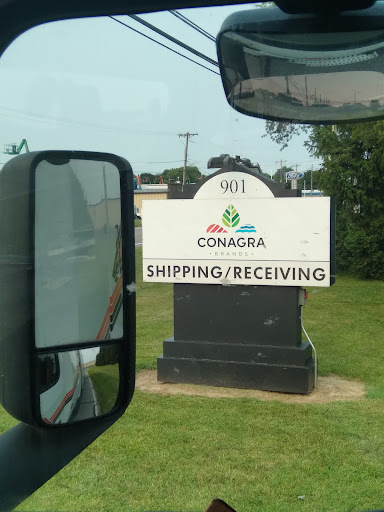 901
CONAGRA
BRANDS
SHIPPING/RECEIVING